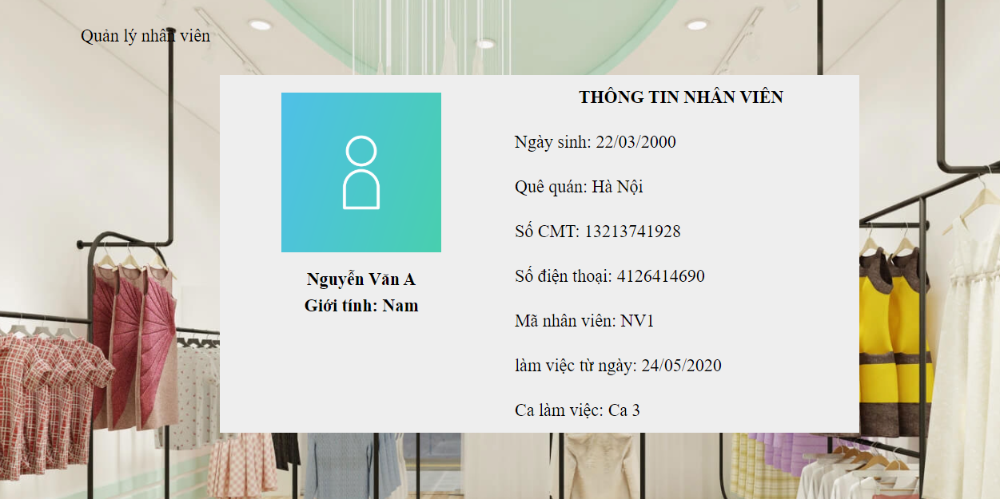 Quản lý nhân viên
THÔNG TIN NHÂN VIÊN
Ngày sinh: 22/03/2000
Quê quán: Hà Nội
Số CMT: 13213741928
Số điện thoại: 4126414690
Mã nhân viên: NV1
làm việc từ ngày: 24/05/2020
Ca làm việc: Ca 3
Nguyễn Văn A
Giới tính: Nam